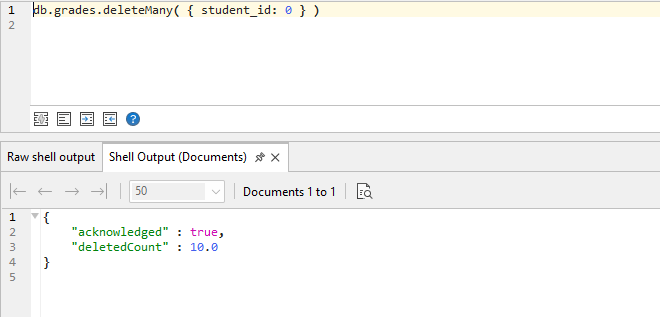 1 db.grades.deleteMany( { student_id: 0 } )
2
?
Raw shell output Shell Output (Documents)
50 Documents 1 to 1
1 {
2 "acknowledged" : true,
3 "deletedCount" : 10.0
4 }
5